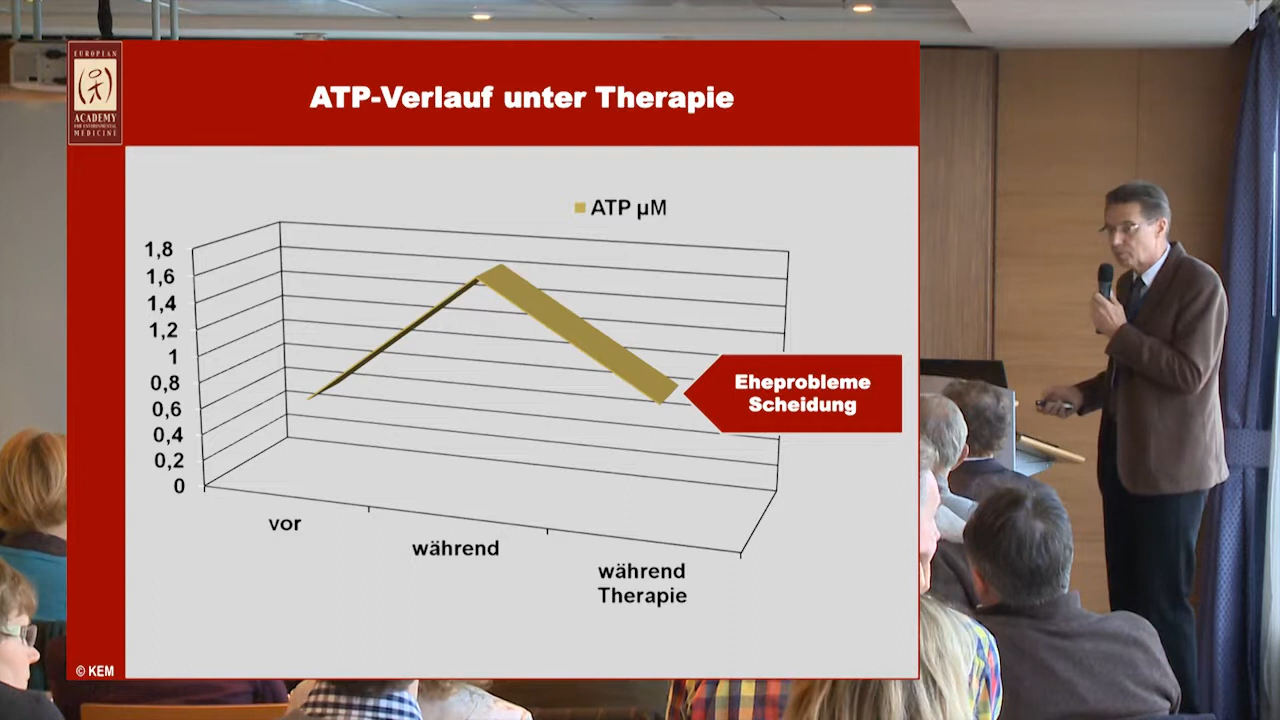 EUROPEAN
ACADEMY
FOR ENVIRONMENTAL
MEDICINE
ATP-Verlauf unter Therapie
ATP µM
1,8
1,6
1,4
1,2
1
0,8
0,6
0,4
0,2
0
Eheprobleme
Scheidung
vor
während
während
Therapie
© KEM